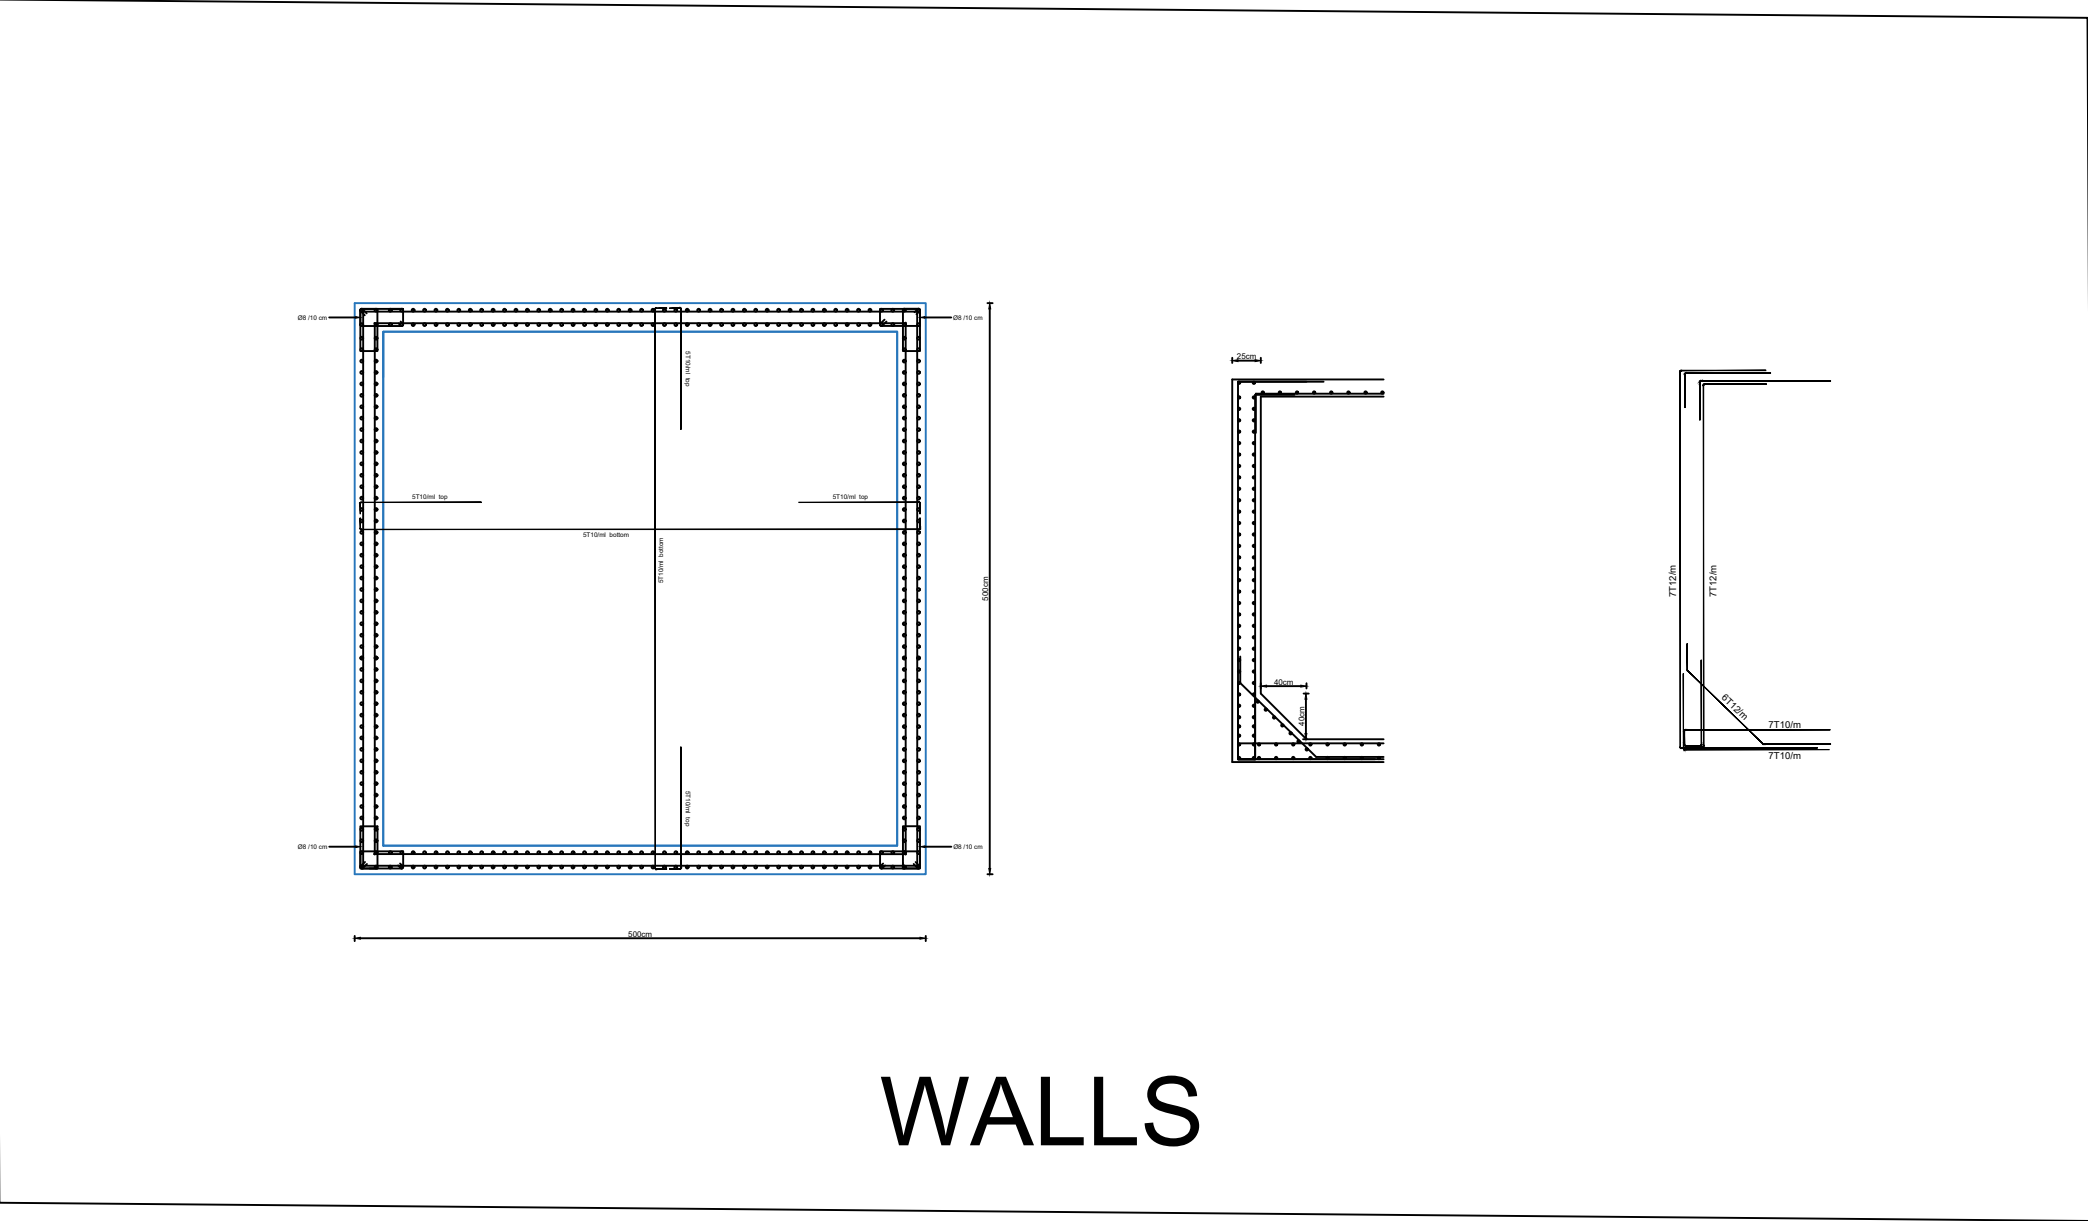 Ø8 /10 cm
Ø8 /10 cm
5T10/ml top
25cm
5T10/ml top
5T10/ml top
5T10/ml bottom
5T10/ml bottom
500cm
7T12/m
7T12/m
40cm
40cm
6T12/m
7T10/m
7T10/m
5T10/ml top
Ø8 /10 cm
Ø8 /10 cm
500cm
WALLS